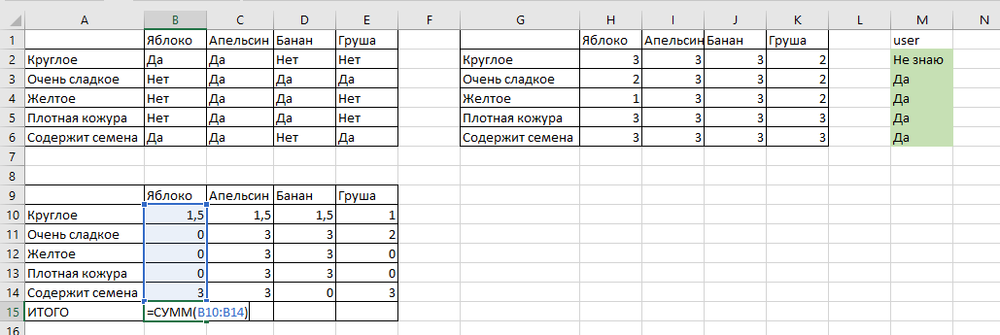 A B C D E F G H I J K L M N
1 Яблоко Апельсин Банан Груша Яблоко Апельсин Банан Груша user
2 Круглое Да Да Нет Нет Круглое 3 3 3 2 Не знаю
3 Очень сладкое Нет Да Да Да Очень сладкое 2 3 3 2 Да
4 Желтое Нет Да Да Нет Желтое 1 3 3 2 Да
5 Плотная кожура Нет Да Да Нет Плотная кожура 3 3 3 3 Да
6 Содержит семена Да Да Нет Да Содержит семена 3 3 3 3 Да
7
8
9 Яблоко Апельсин Банан Груша
10 Круглое 1,5 1,5 1,5 1
11 Очень сладкое 0 3 3 2
12 Желтое 0 3 3 0
13 Плотная кожура 0 3 3 0
14 Содержит семена 3 3 0 3
15 ИТОГО =СУММ(B10:B14)
16